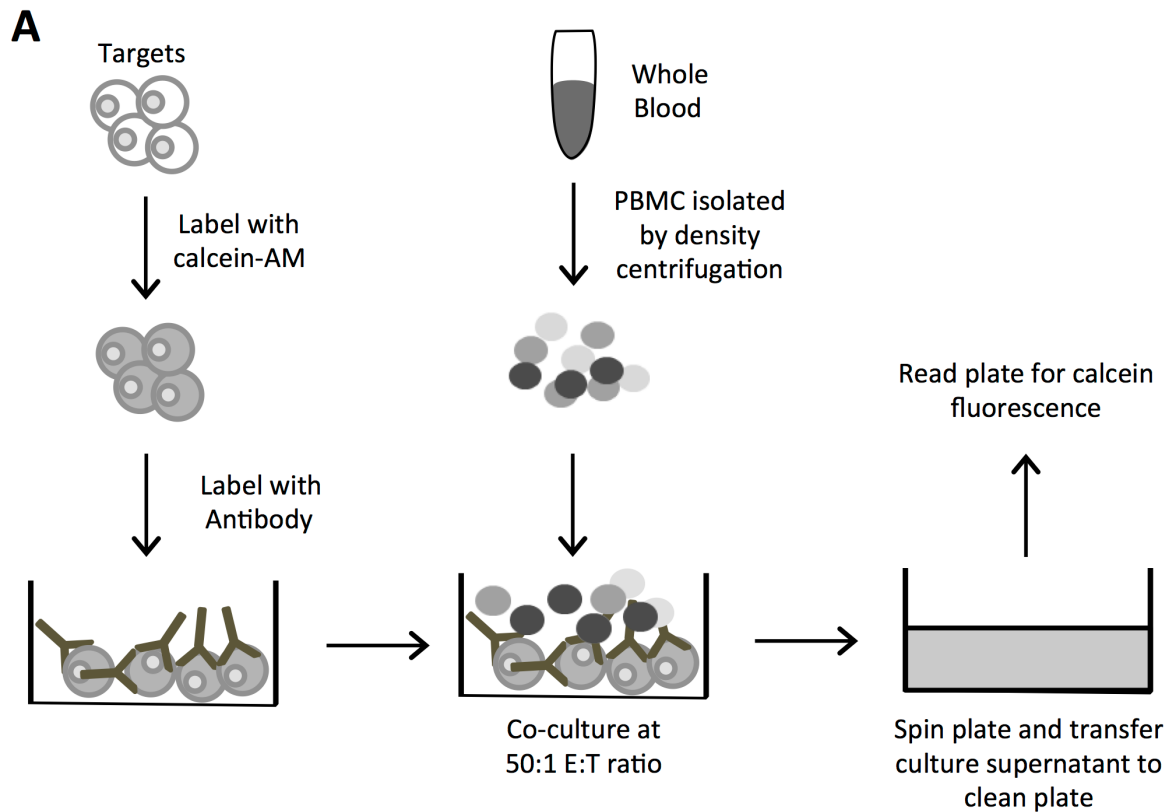 A
Targets
Whole
Blood
Label with
calcein-AM
PBMC isolated
by density
centrifugation
Label with
Antibody
Read plate for calcein
fluorescence
Co-culture at
50:1 E:T ratio
Spin plate and transfer
culture supernatant to
clean plate